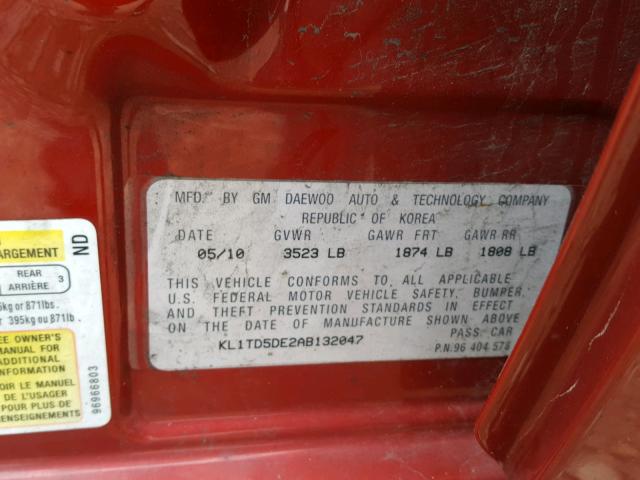 MFD. BY GM DAEWOO AUTO & TECHNOLOGY COMPANY
REPUBLIC OF KOREA
DATE GVWR GAWR FRT GAWR RR
05/10 3523 LB 1874 LB 1808 LB
THIS VEHICLE CONFORMS TO ALL APPLICABLE
U.S. FEDERAL MOTOR VEHICLE SAFETY, BUMPER,
AND THEFT PREVENTION STANDARDS IN EFFECT
ON THE DATE OF MANUFACTURE SHOWN ABOVE
PASS CAR
KL1TD5DE2AB132047
P.N. 96 404 578
ARGEMENT
ND
REAR
ARRIÈRE 3
kg or 871lbs.
r 395kg ou 871lb.
EE OWNER'S
MANUAL FOR
ADDITIONAL
INFORMATION
OIR LE MANUEL
DE L'USAGER
POUR PLUS DE
RENSEIGNEMENTS
96966803